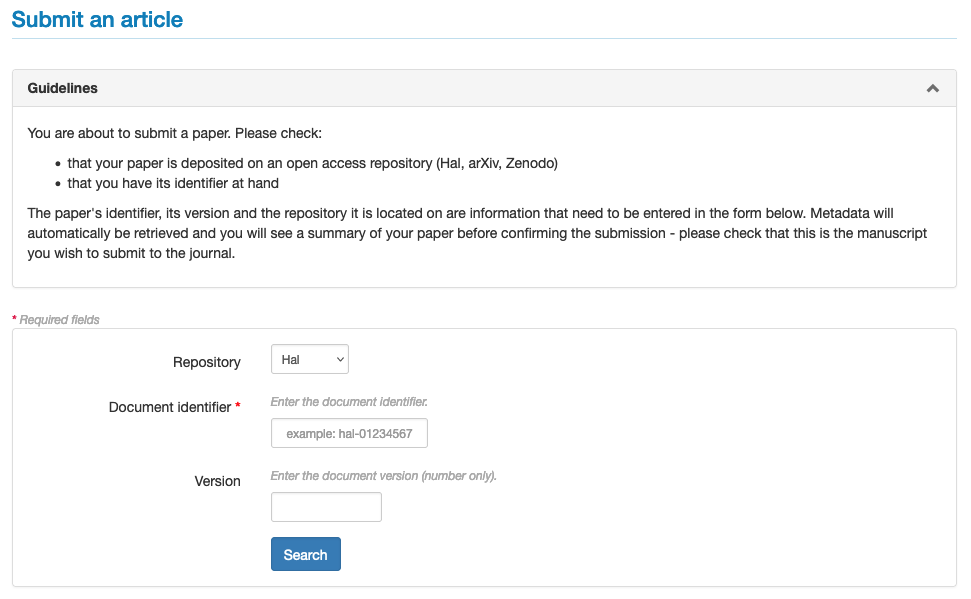 Submit an article
Guidelines
You are about to submit a paper. Please check:
• that your paper is deposited on an open access repository (Hal, arXiv, Zenodo)
• that you have its identifier at hand
The paper's identifier, its version and the repository it is located on are information that need to be entered in the form below. Metadata will
automatically be retrieved and you will see a summary of your paper before confirming the submission - please check that this is the manuscript
you wish to submit to the journal.
* Required fields
Repository Hal
Document identifier * Enter the document identifier.
example: hal-01234567
Version Enter the document version (number only).
Search